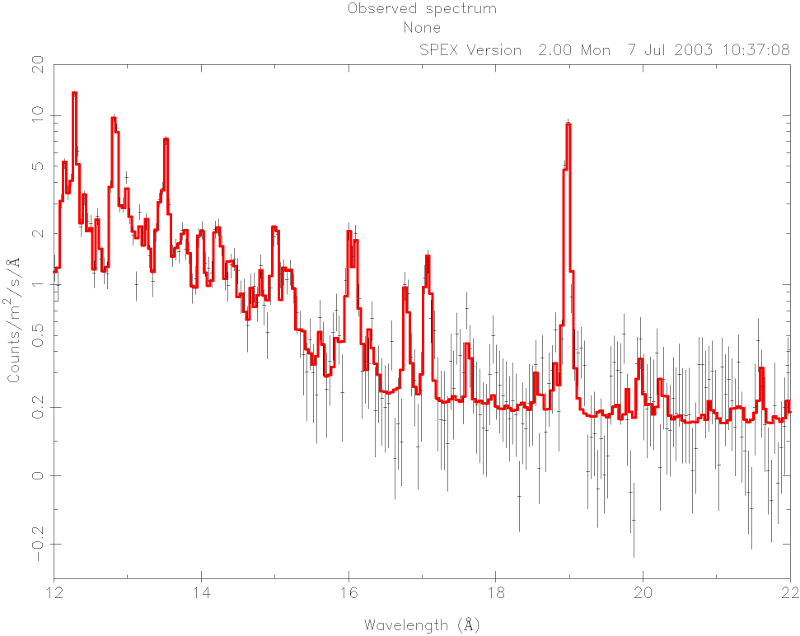 Observed spectrum
None
SPEX Version 2.00 Mon 7 Jul 2003 10:37:08
20
10
5
2
1
0.5
0.2
0
-0.2
Counts/m²/s/Å
12 14 16 18 20 22
Wavelength (Å)